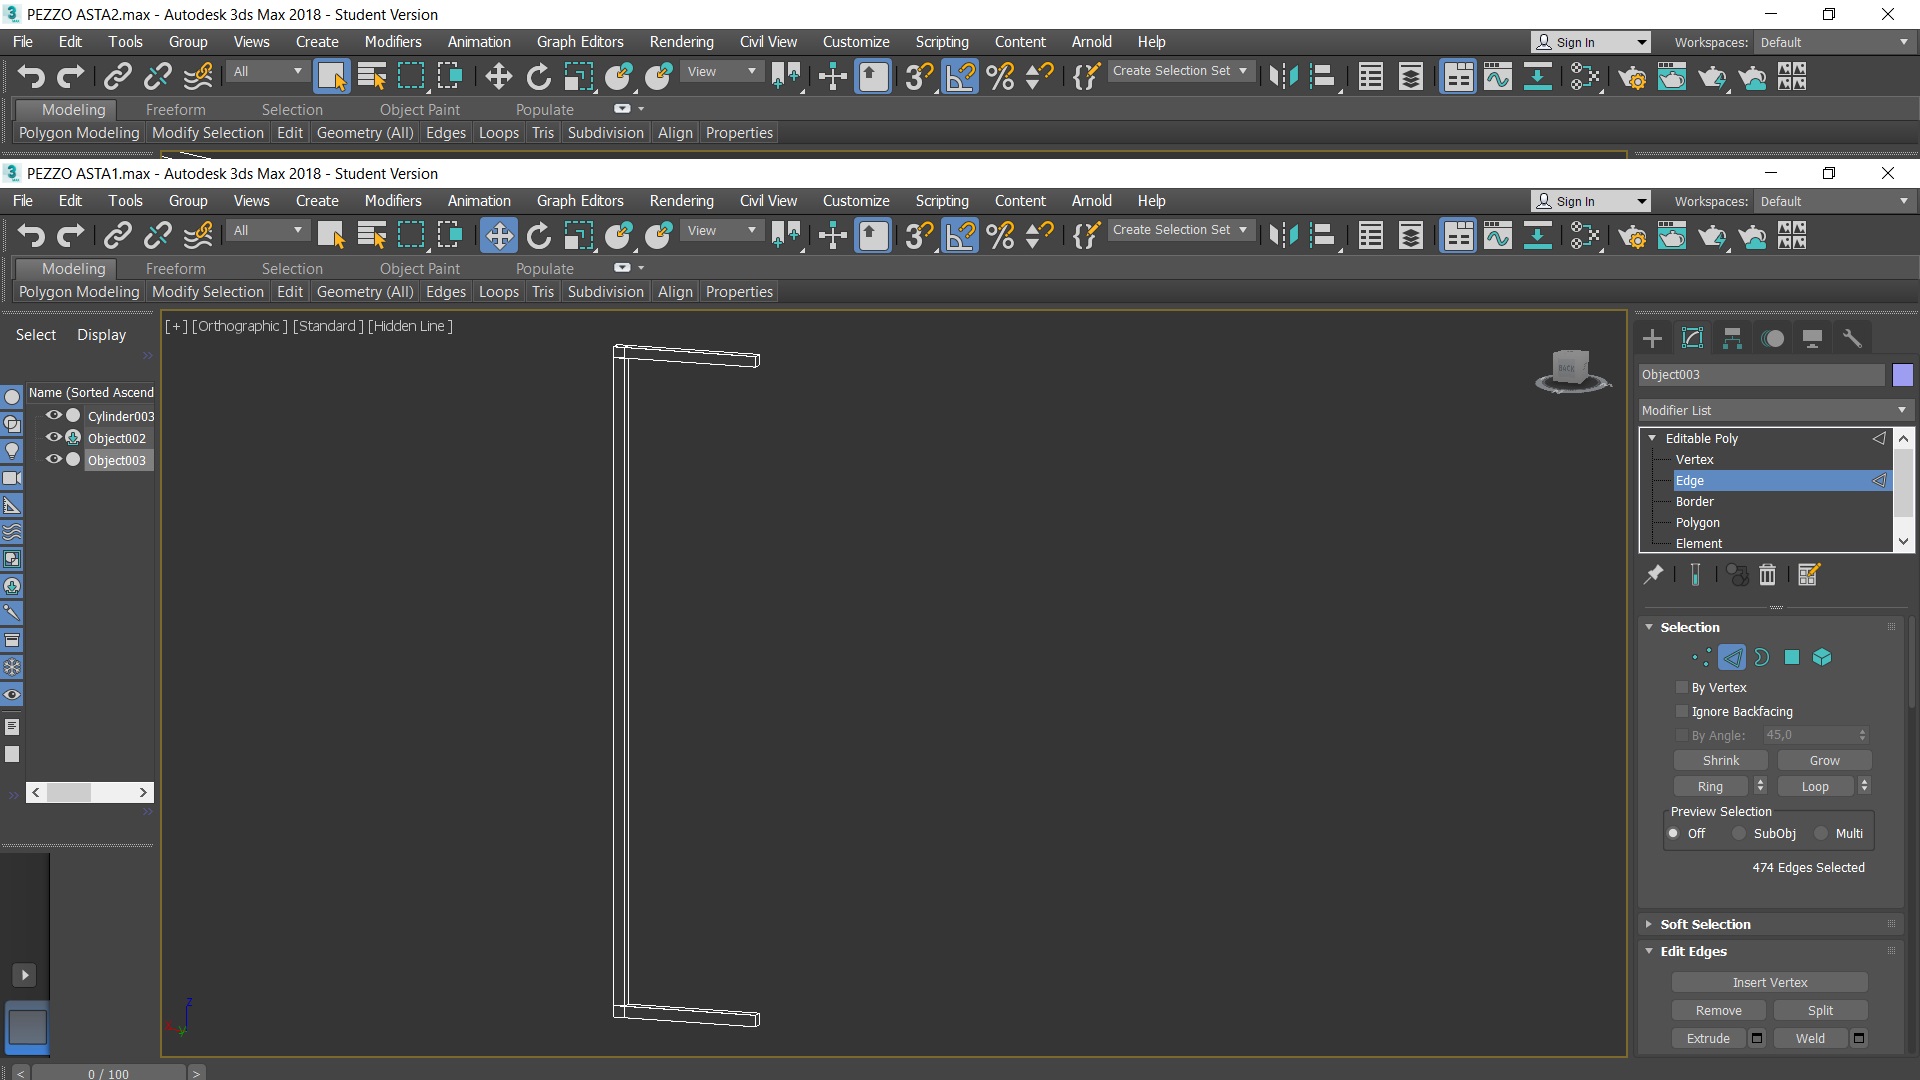 PEZZO ASTA2.max - Autodesk 3ds Max 2018 - Student Version
File Edit Tools Group Views Create Modifiers Animation Graph Editors Rendering Civil View Customize Scripting Content Arnold Help Sign In Workspaces: Default
All View Create Selection Set
Modeling Freeform Selection Object Paint Populate
Polygon Modeling Modify Selection Edit Geometry (All) Edges Loops Tris Subdivision Align Properties
PEZZO ASTA1.max - Autodesk 3ds Max 2018 - Student Version
File Edit Tools Group Views Create Modifiers Animation Graph Editors Rendering Civil View Customize Scripting Content Arnold Help Sign In Workspaces: Default
All View Create Selection Set
Modeling Freeform Selection Object Paint Populate
Polygon Modeling Modify Selection Edit Geometry (All) Edges Loops Tris Subdivision Align Properties
Select Display
Name (Sorted Ascend
Cylinder003
Object002
Object003
[+] [Orthographic ] [Standard ] [Hidden Line ]
BACK
z
y
Object003
Modifier List
Editable Poly
Vertex
Edge
Border
Polygon
Element
Selection
By Vertex
Ignore Backfacing
By Angle: 45,0
Shrink Grow
Ring Loop
Preview Selection
Off SubObj Multi
474 Edges Selected
Soft Selection
Edit Edges
Insert Vertex
Remove Split
Extrude Weld
< 0 / 100 >